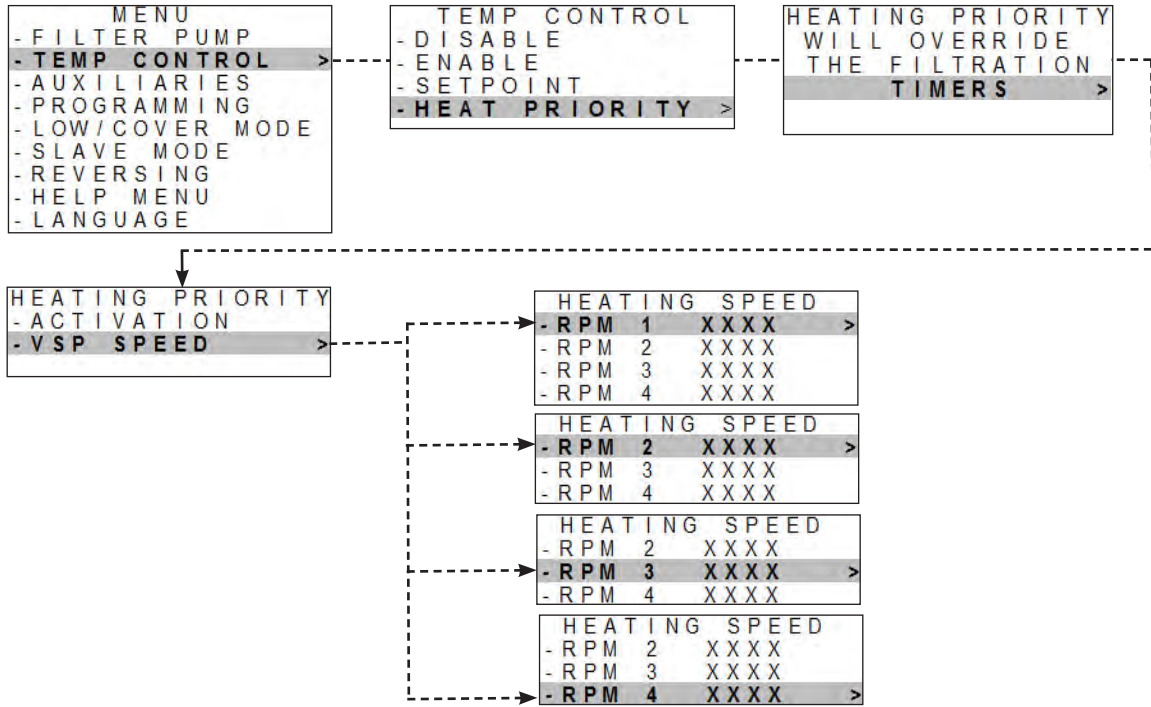 MENU
-FILTER PUMP
-TEMP CONTROL >
-AUXILIARIES
-PROGRAMMING
-LOW/COVER MODE
-SLAVE MODE
-REVERSING
-HELP MENU
-LANGUAGE
TEMP CONTROL
-DISABLE
-ENABLE
-SETPOINT
-HEAT PRIORITY >
HEATING PRIORITY
WILL OVERRIDE
THE FILTRATION
TIMERS >
HEATING PRIORITY
-ACTIVATION
-VSP SPEED >
HEATING SPEED
-RPM 1 XXXX >
-RPM 2 XXXX
-RPM 3 XXXX
-RPM 4 XXXX
HEATING SPEED
-RPM 2 XXXX >
-RPM 3 XXXX
-RPM 4 XXXX
HEATING SPEED
-RPM 2 XXXX
-RPM 3 XXXX >
-RPM 4 XXXX
HEATING SPEED
-RPM 2 XXXX
-RPM 3 XXXX
-RPM 4 XXXX >